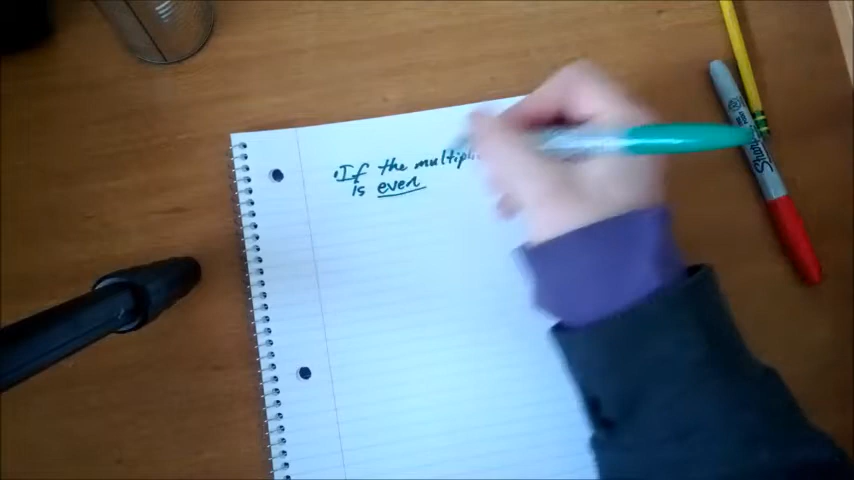 •If the
is even
Sharpie